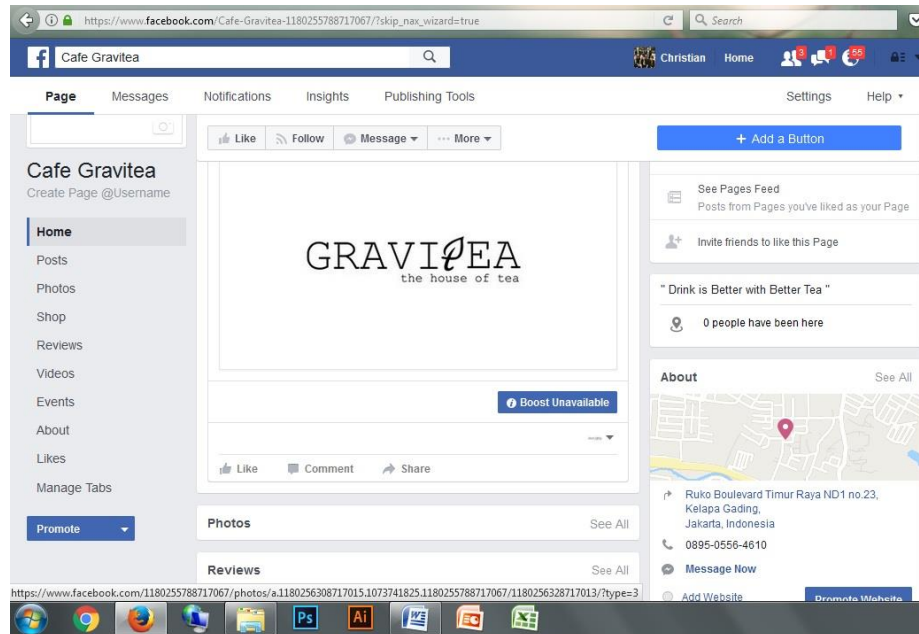 https://www.facebook.com/Cafe-Gravitea-1180255788717067/?skip_nax_wizard=true
Search
Cafe Gravitea
Christian Home 3 1 55
Page Messages Notifications Insights Publishing Tools Settings Help
Like Follow Message ... More + Add a Button
Cafe Gravitea
Create Page @Username
Home
Posts
Photos
Shop
Reviews
Videos
Events
About
Likes
Manage Tabs
Promote
GRAVITEA
the house of tea
Boost Unavailable
Like Comment Share
Photos See All
Reviews See All
See Pages Feed
Posts from Pages you've liked as your Page
Invite friends to like this Page
" Drink is Better with Better Tea "
0 people have been here
About See All
Ruko Boulevard Timur Raya ND1 no.23,
Kelapa Gading,
Jakarta, Indonesia
0895-0556-4610
Message Now
Add Website Promote Website
https://www.facebook.com/1180255788717067/photos/a.1180256308717015.1073741825.1180255788717067/1180256328717013/?type=3
Ps Ai